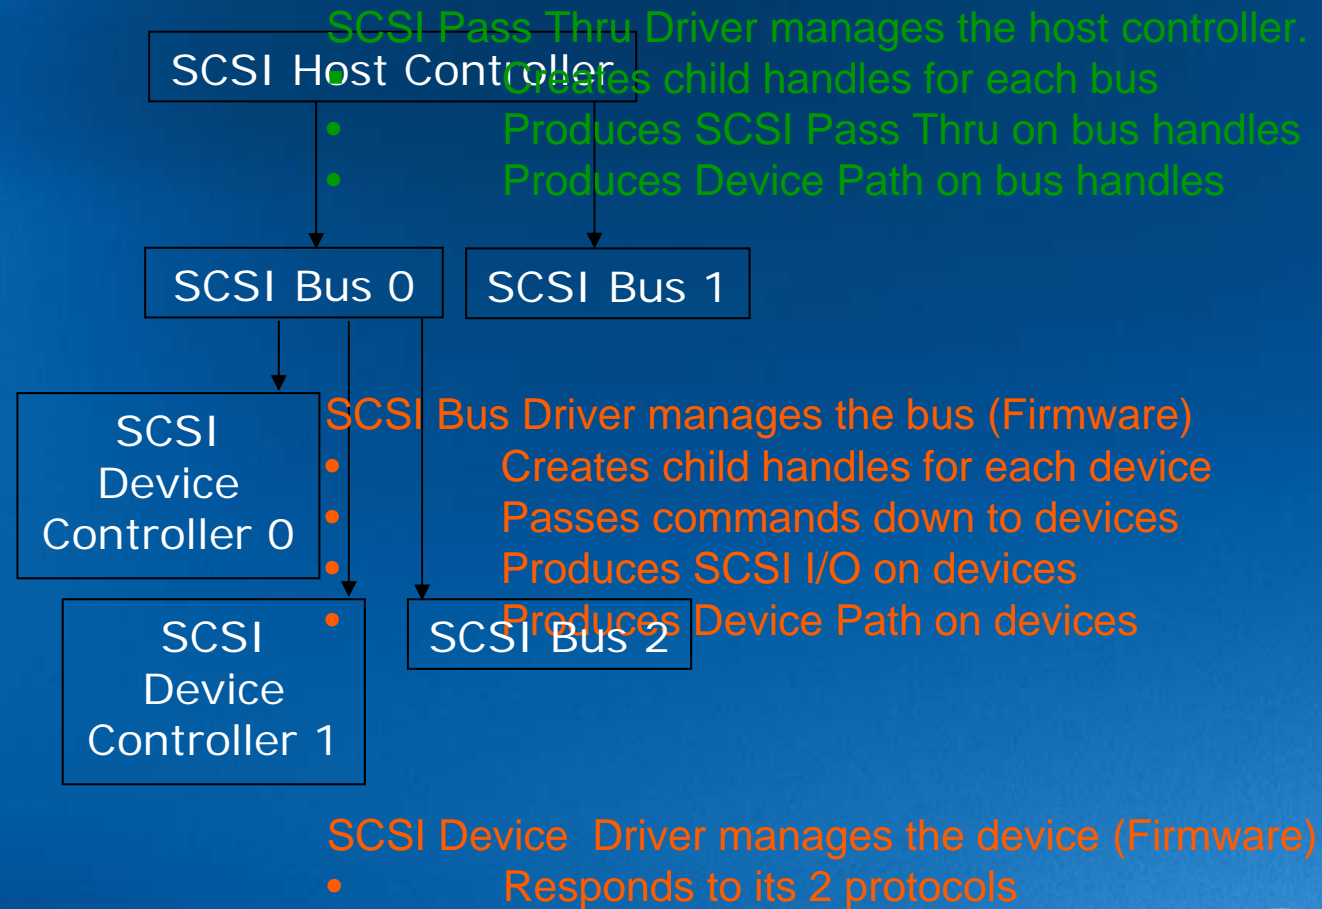 SCSI Pass Thru Driver manages the host controller.
SCSI Host Controller
• Creates child handles for each bus
• Produces SCSI Pass Thru on bus handles
• Produces Device Path on bus handles
SCSI Bus 0
SCSI Bus 1
SCSI
Device
Controller 0
SCSI Bus Driver manages the bus (Firmware)
• Creates child handles for each device
• Passes commands down to devices
• Produces SCSI I/O on devices
• Produces Device Path on devices
SCSI
Device
Controller 1
SCSI Bus 2
SCSI Device Driver manages the device (Firmware)
• Responds to its 2 protocols